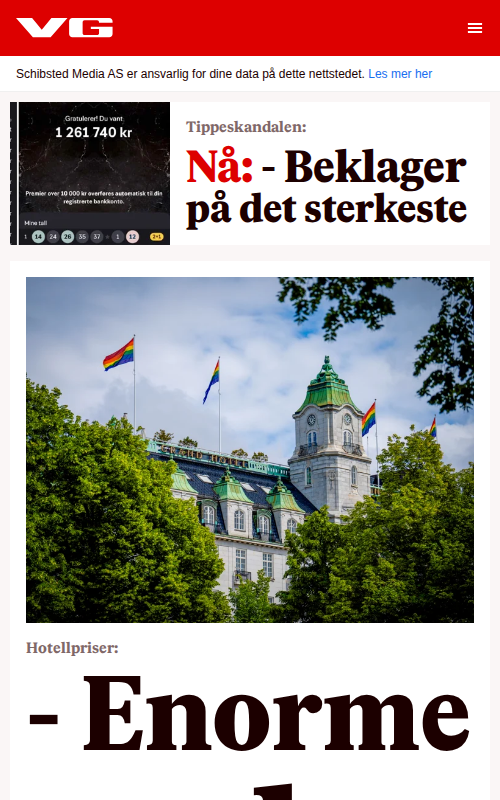 VG
Schibsted Media AS er ansvarlig for dine data på dette nettstedet. Les mer her
Gratulerer! Du vant
1 261 740 kr
Premier over 10 000 kr overføres automatisk til din
registrerte bankkonto.
Mine tall
1 14 24 26 35 37 1 12 2+1
Tippeskandalen:
Nå: - Beklager
på det sterkeste
Hotellpriser:
- Enorme